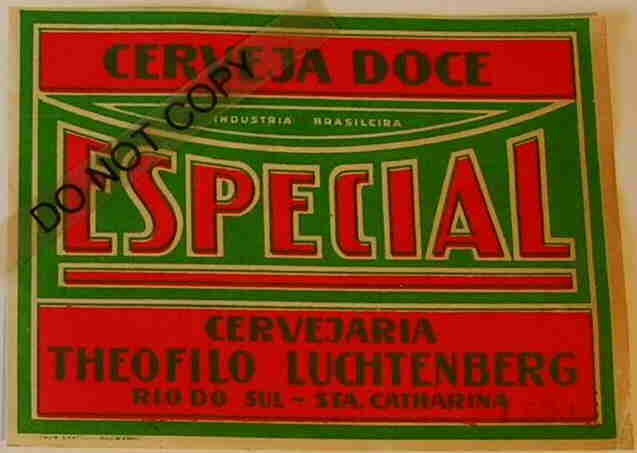 CERVEJA DOCE
INDUSTRIA BRASILEIRA
ESPECIAL
CERVEJARIA
THEOFILO LUCHTENBERG
RIO DO SUL - STA. CATHARINA
DO NOT COPY